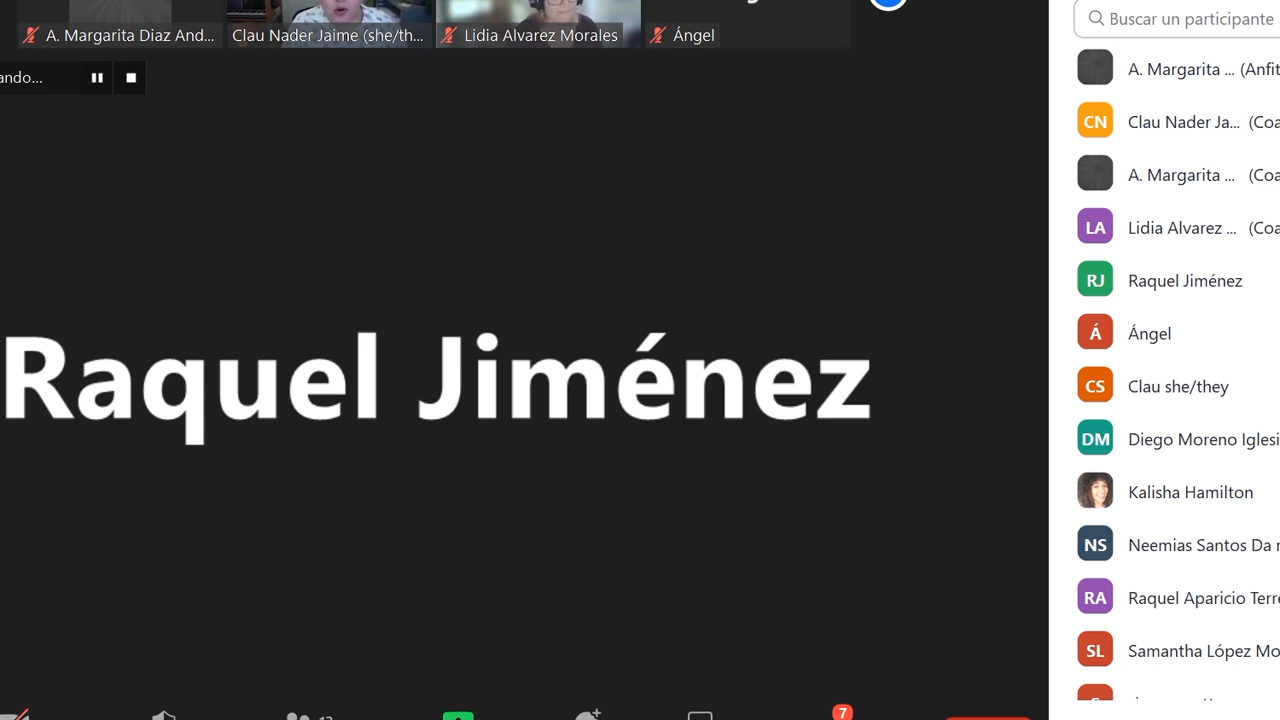 A. Margarita Diaz And...
Clau Nader Jaime (she/th...
Lidia Alvarez Morales
Ángel
ando...
Raquel Jiménez
Buscar un participante
A. Margarita ... (Anfit
CN
Clau Nader Ja... (Coa
A. Margarita ... (Coa
LA
Lidia Alvarez ... (Coa
RJ
Raquel Jiménez
Á
Ángel
CS
Clau she/they
DM
Diego Moreno Iglesi
Kalisha Hamilton
NS
Neemias Santos Da
RA
Raquel Aparicio Terre
SL
Samantha López Mo
7